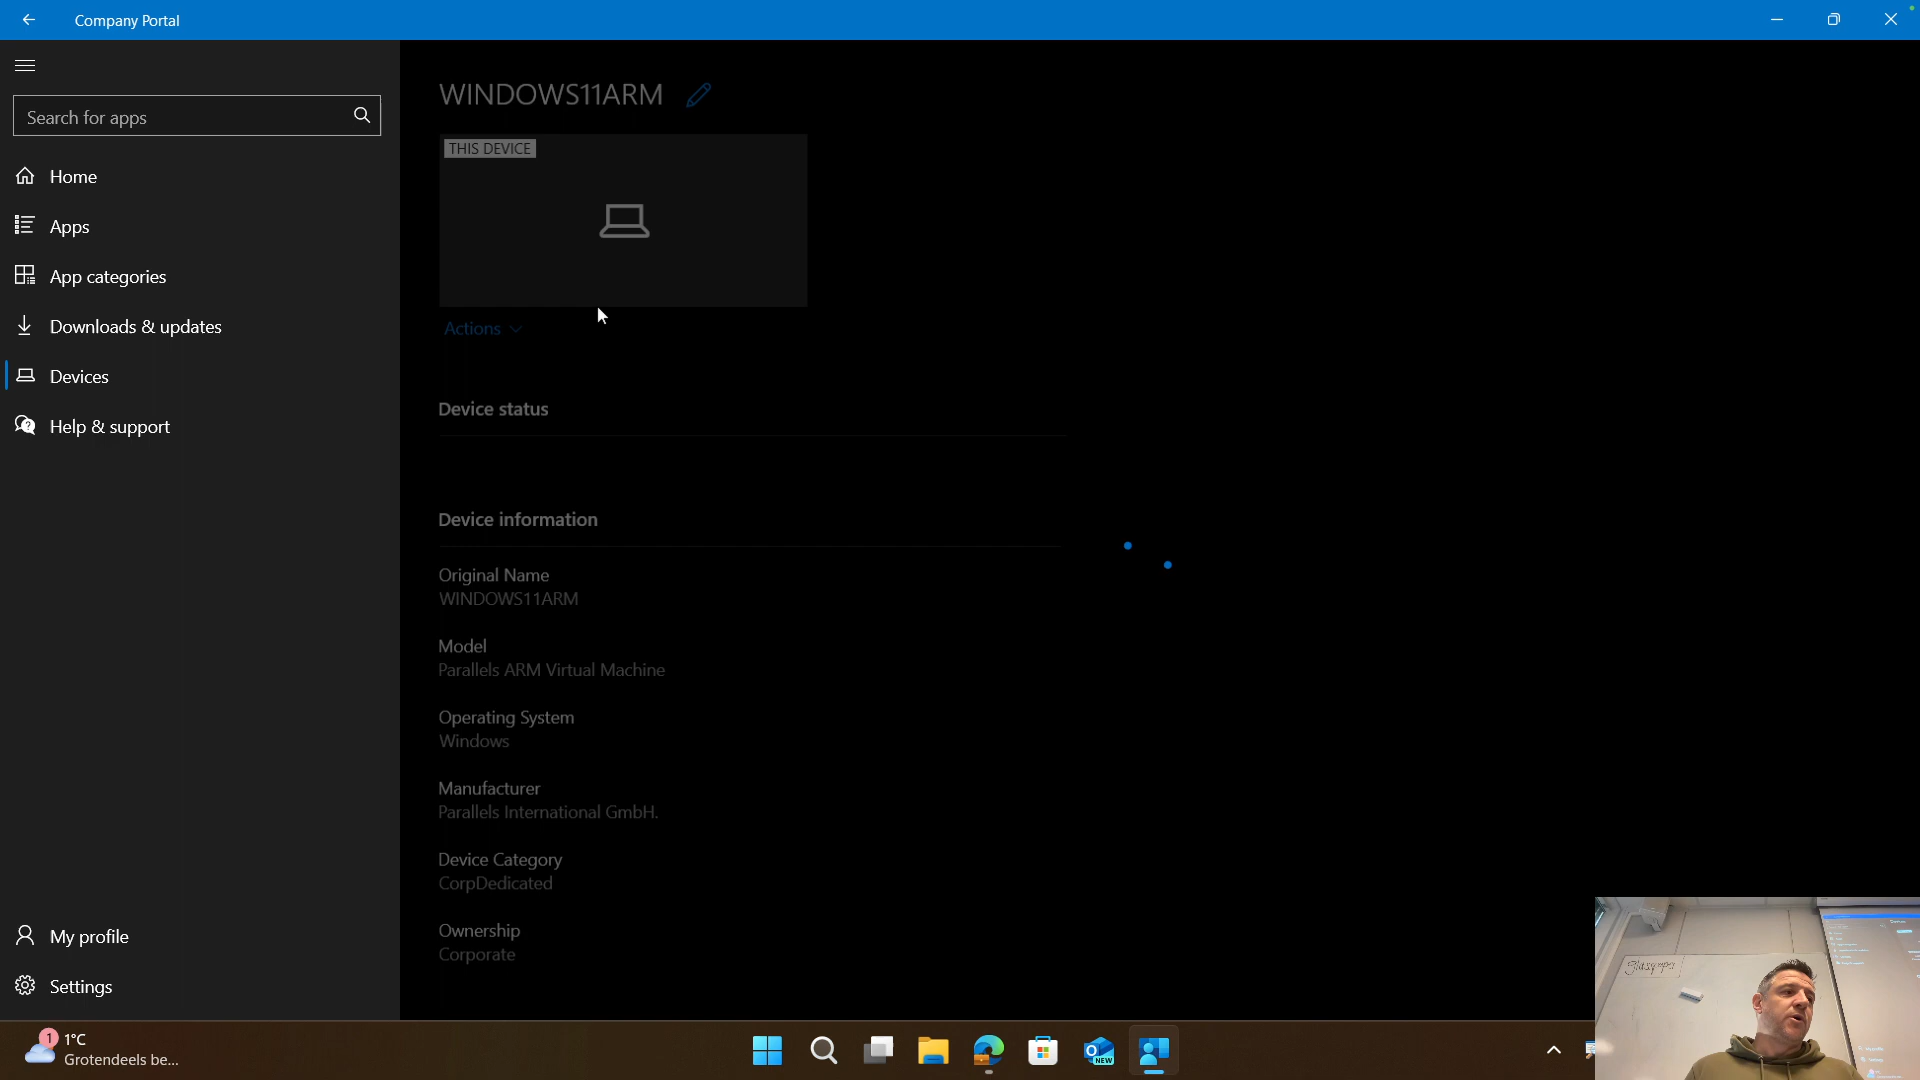 Company Portal
Search for apps
Home
Apps
App categories
Downloads & updates
Devices
Help & support
My profile
Settings
WINDOWS11ARM
THIS DEVICE
Actions
Device status
Device information
Original Name
WINDOWS11ARM
Model
Parallels ARM Virtual Machine
Operating System
Windows
Manufacturer
Parallels International GmbH.
Device Category
CorpDedicated
Ownership
Corporate
1
1°C
Grotendeels be...
NEW